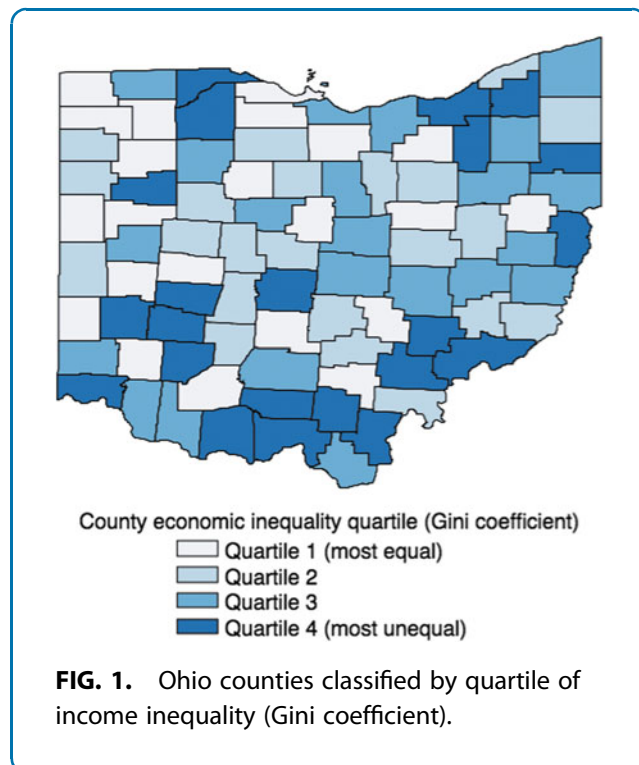 County economic inequality quartile (Gini coefficient)
Quartile 1 (most equal)
Quartile 2
Quartile 3
Quartile 4 (most unequal)
FIG. 1. Ohio counties classified by quartile of
income inequality (Gini coefficient).